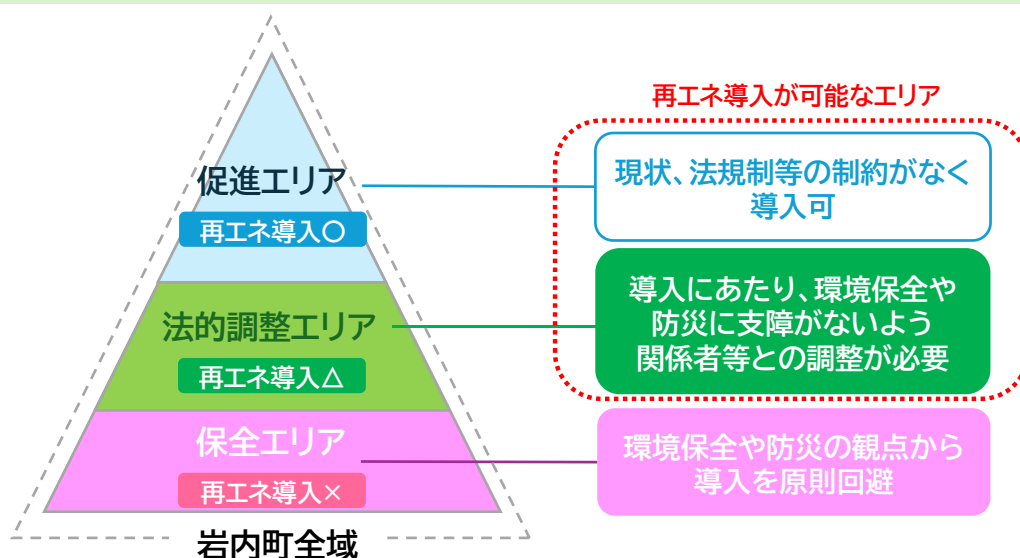 再エネ導入が可能なエリア
促進エリア
再エネ導入〇
現状、法規制等の制約がなく
導入可
法的調整エリア
再エネ導入△
導入にあたり、環境保全や
防災に支障がないよう
関係者等との調整が必要
保全エリア
再エネ導入×
環境保全や防災の観点から
導入を原則回避
岩内町全域